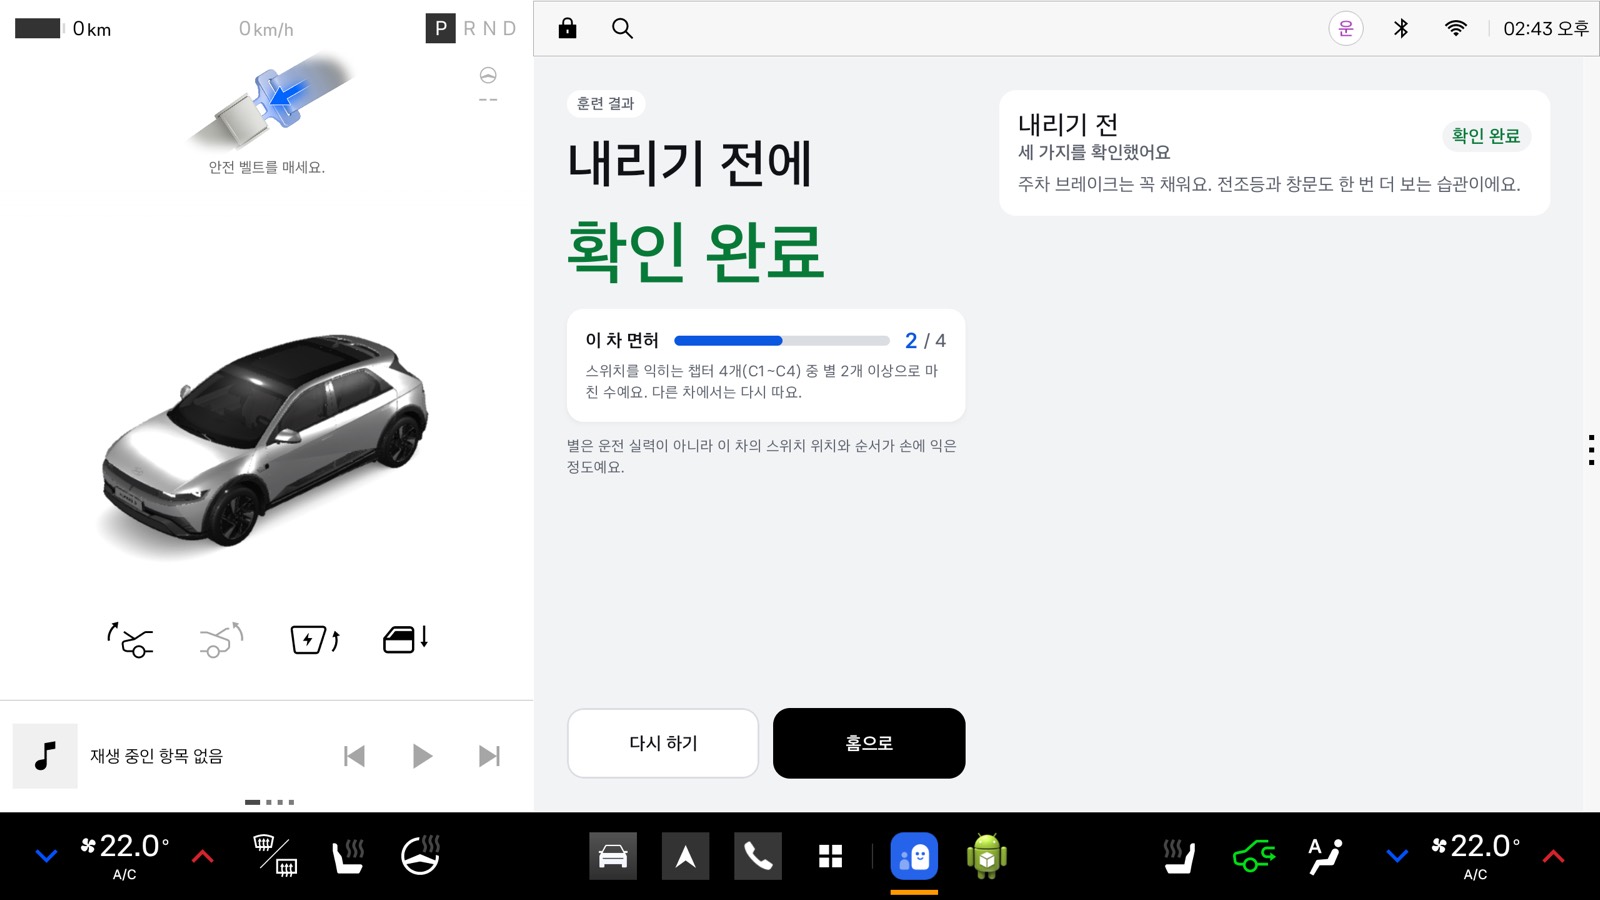 0 km
0 km/h
P R N D
운
02:43 오후
--
안전 벨트를 매세요.
훈련 결과
내리기 전에
확인 완료
이 차 면허
2 / 4
스위치를 익히는 챕터 4개(C1~C4) 중 별 2개 이상으로 마
친 수예요. 다른 차에서는 다시 따요.
별은 운전 실력이 아니라 이 차의 스위치 위치와 순서가 손에 익은
정도예요.
다시 하기
홈으로
내리기 전
세 가지를 확인했어요
확인 완료
주차 브레이크는 꼭 채워요. 전조등과 창문도 한 번 더 보는 습관이에요.
재생 중인 항목 없음
22.0°
A/C
A
22.0°
A/C